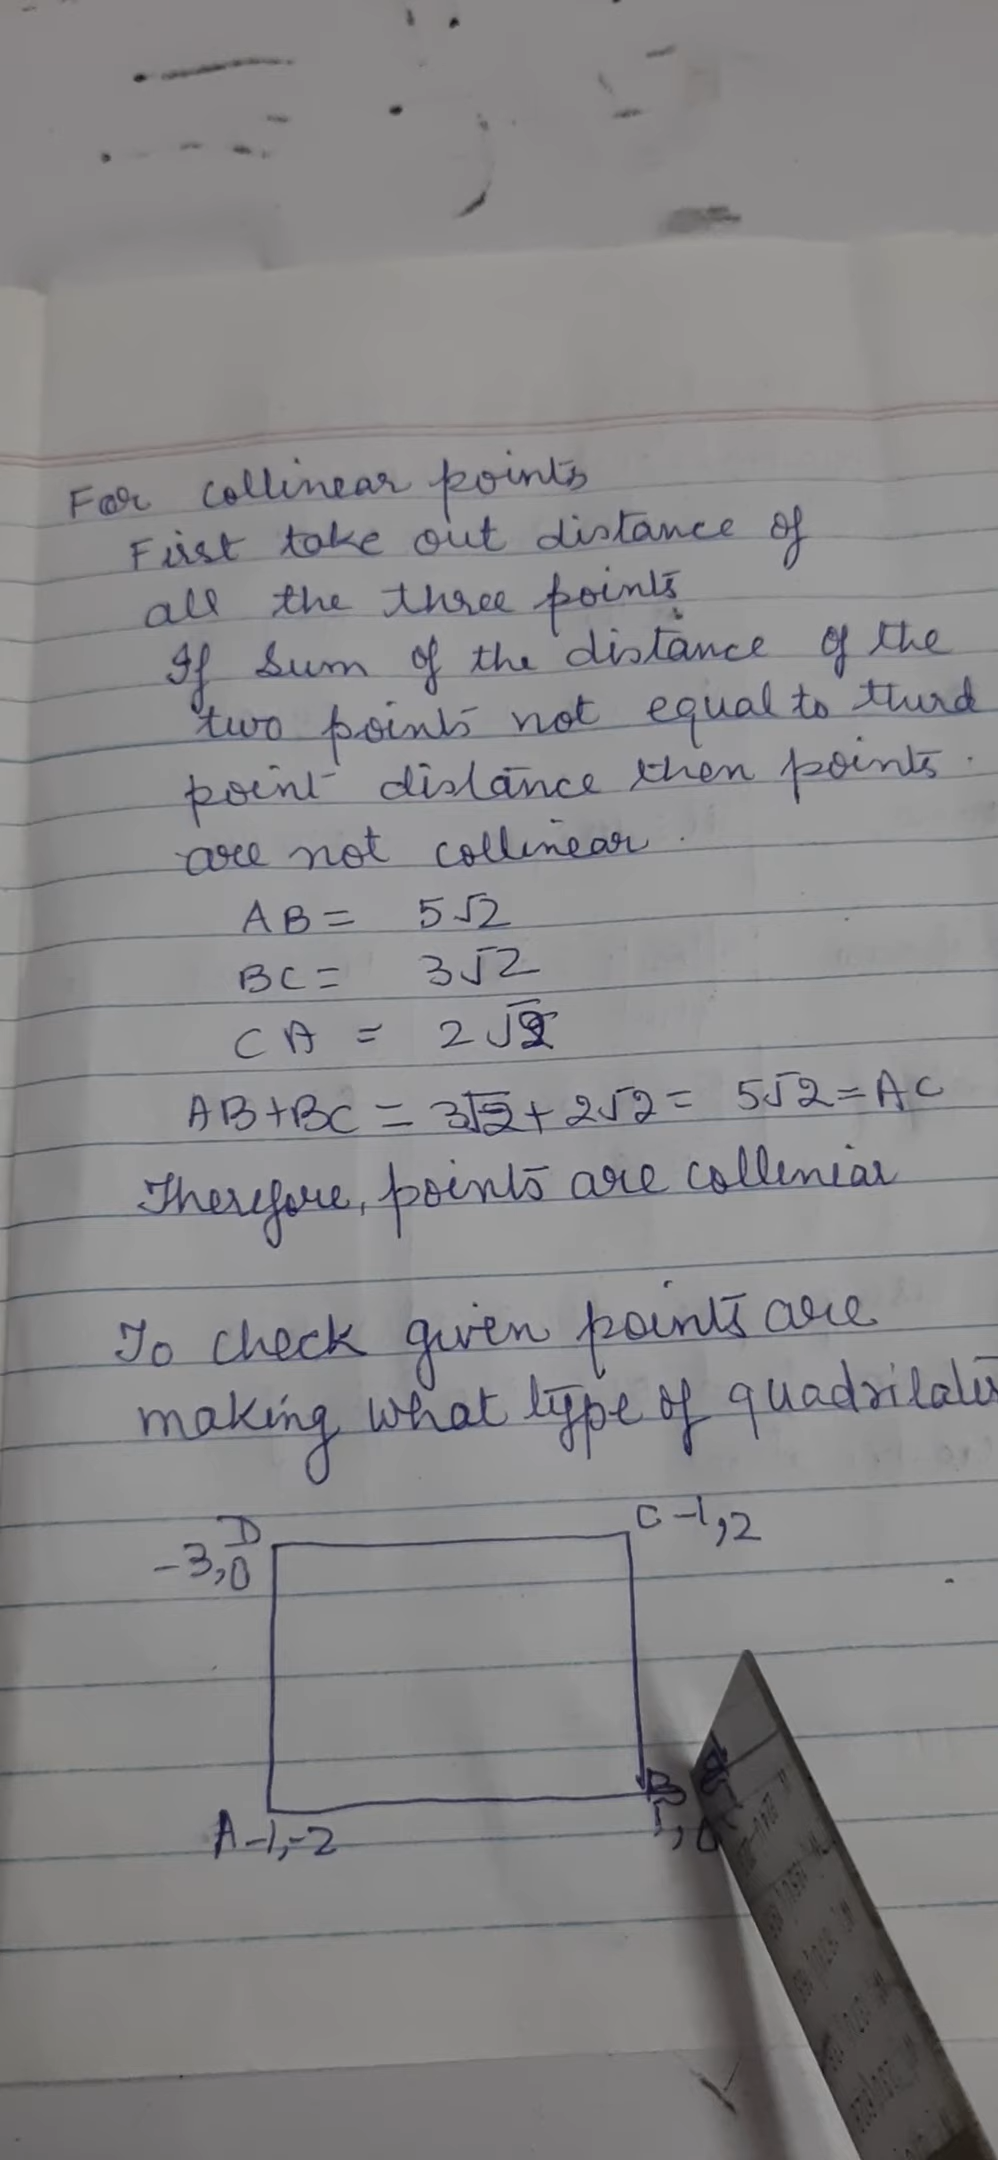 For collinear points
First take out distance of
all the three points
If Sum of the distance of the
two points not equal to third
point distance then points
are not collinear.
AB = 5√2
BC = 3√2
CA = 2√2
AB+BC = 3√2 + 2√2 = 5√2 = AC
Therefore, points are colleniar
To check given points are
making what type of
D C -1,2
-3,0
B
A -1,-2 1, 0